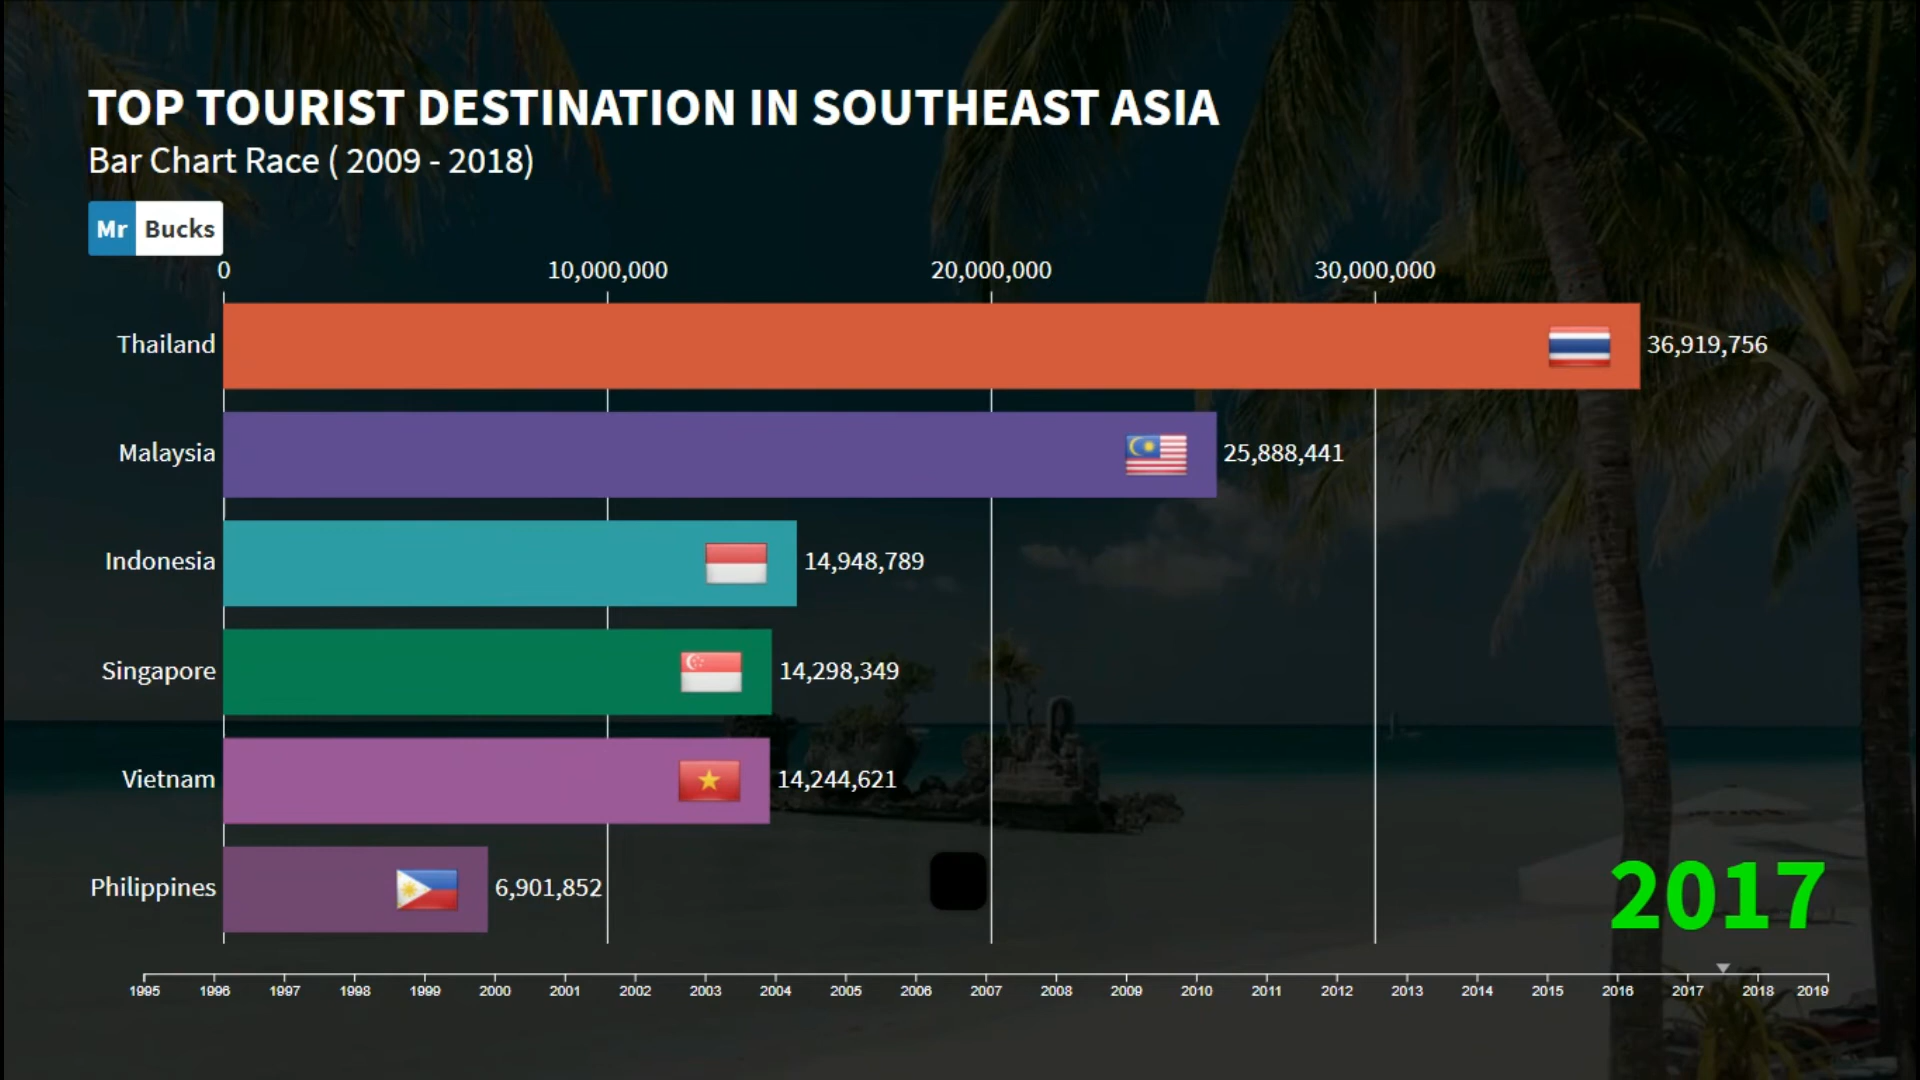 TOP TOURIST DESTINATION IN SOUTHEAST ASIA
Bar Chart Race ( 2009 - 2018)
Mr Bucks
0 10,000,000 20,000,000 30,000,000
Thailand 36,919,756
Malaysia 25,888,441
Indonesia 14,948,789
Singapore 14,298,349
Vietnam 14,244,621
Philippines 6,901,852
2017
1995 1996 1997 1998 1999 2000 2001 2002 2003 2004 2005 2006 2007 2008 2009 2010 2011 2012 2013 2014 2015 2016 2017 2018 2019